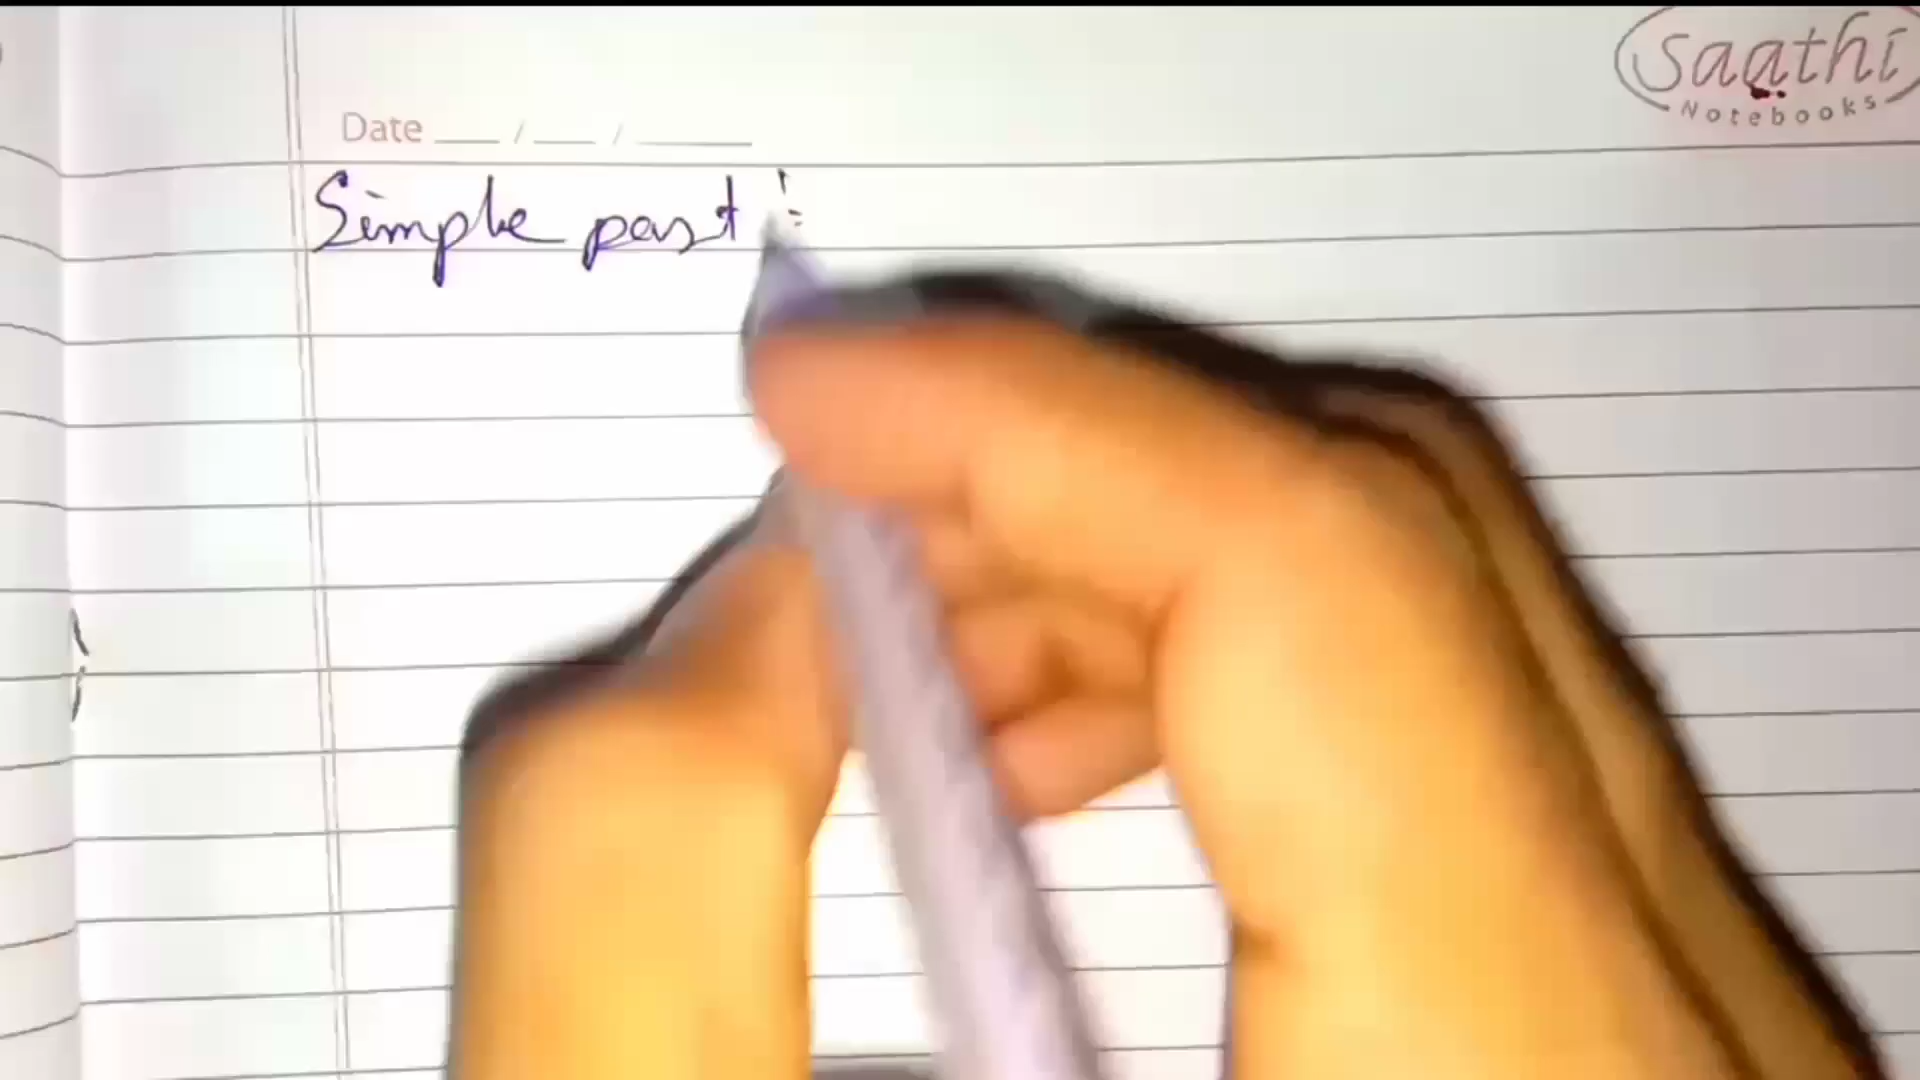 Saathi
Notebooks
Date __ / __ / ____
Simple past :